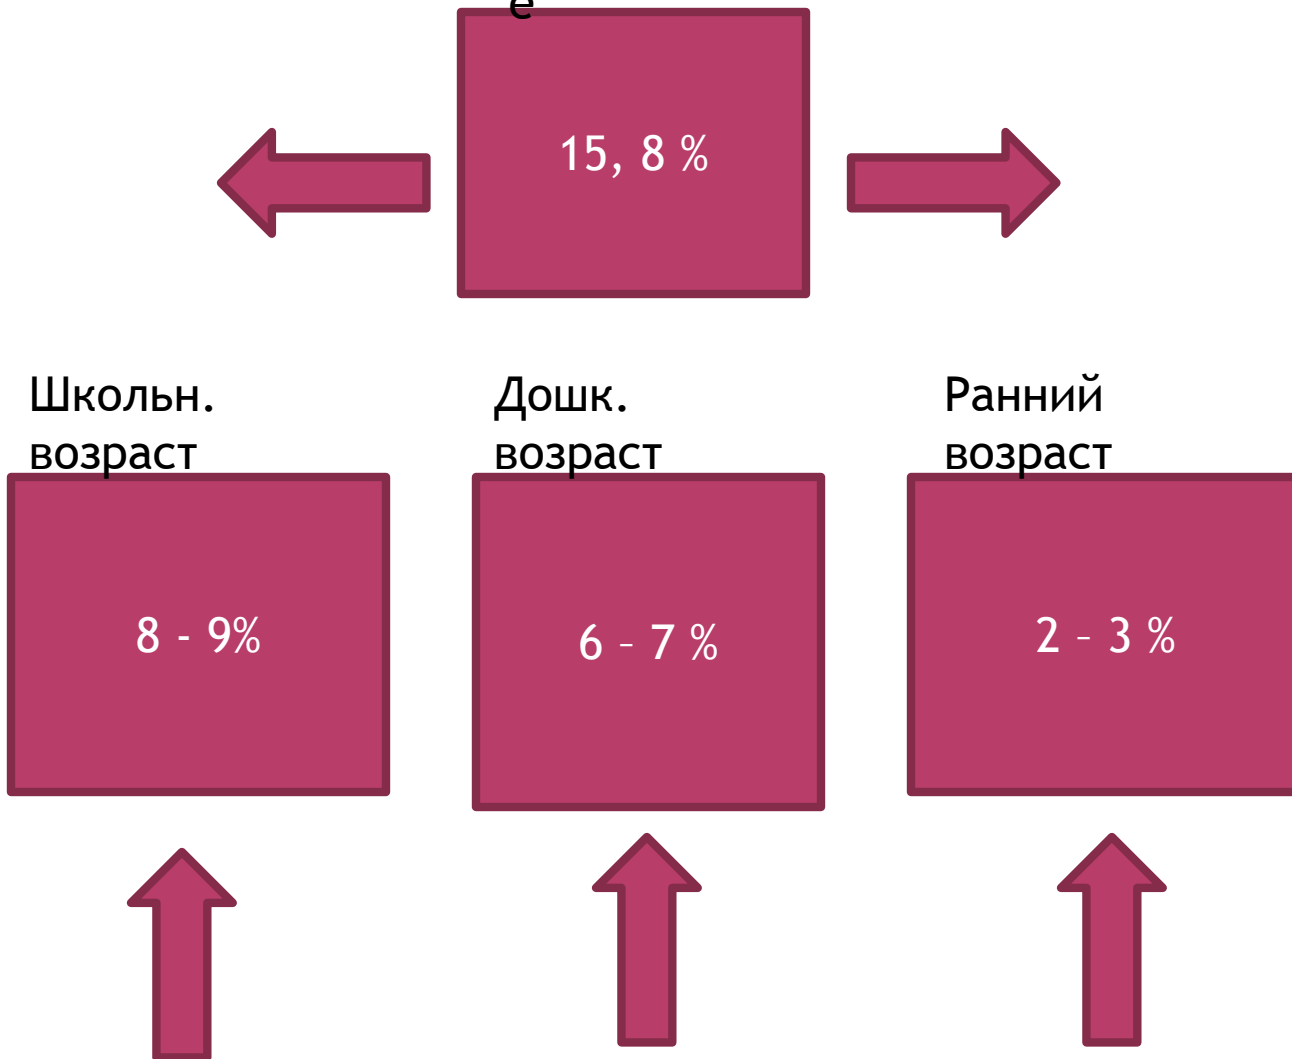 е
15, 8 %
Школьн.
возраст
Дошк.
возраст
Ранний
возраст
8 - 9%
6 – 7 %
2 – 3 %